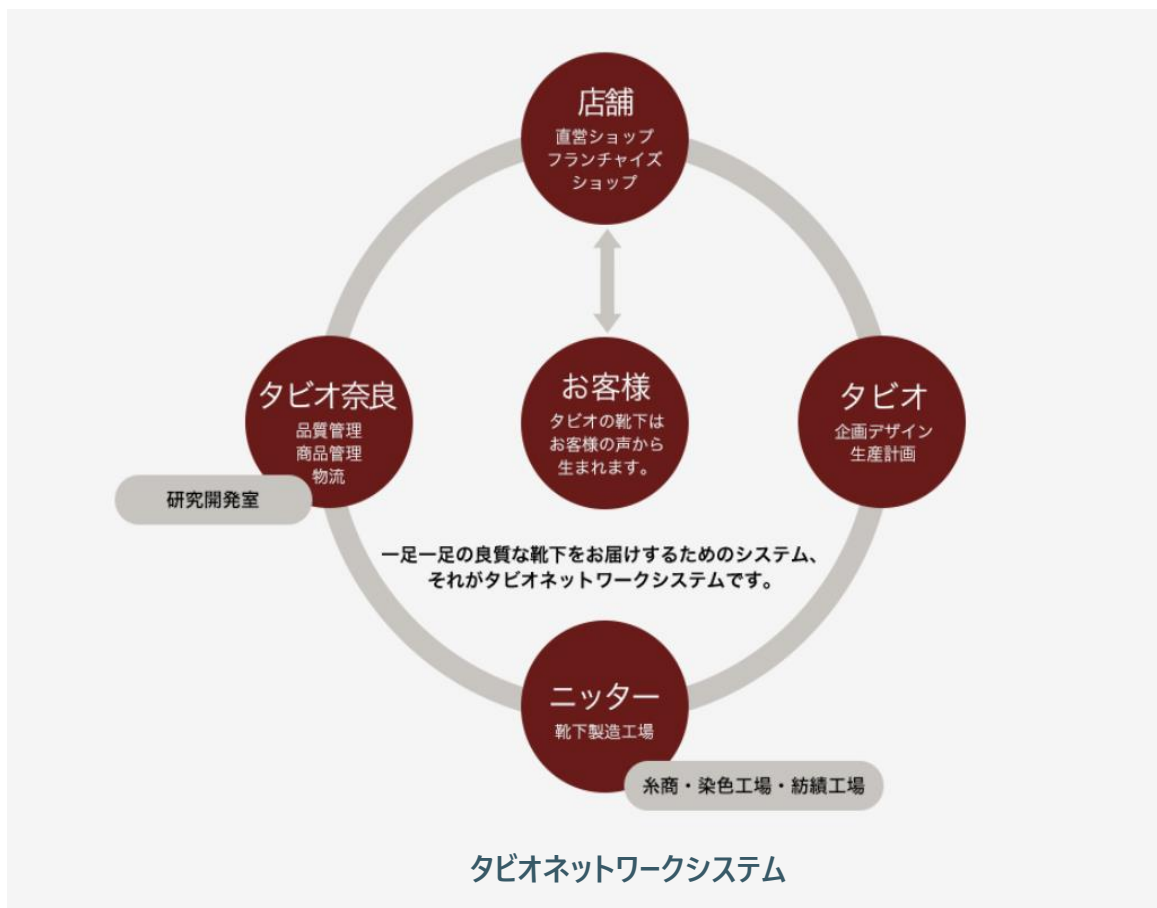 店舗
直営ショップ
フランチャイズ
ショップ
タビオ奈良
品質管理
商品管理
物流
研究開発室
お客様
タビオの靴下は
お客様の声から
生まれます。
タビオ
企画デザイン
生産計画
一足一足の良質な靴下をお届けするためのシステム、
それがタビオネットワークシステムです。
ニッター
靴下製造工場
糸商・染色工場・紡績工場
タビオネットワークシステム